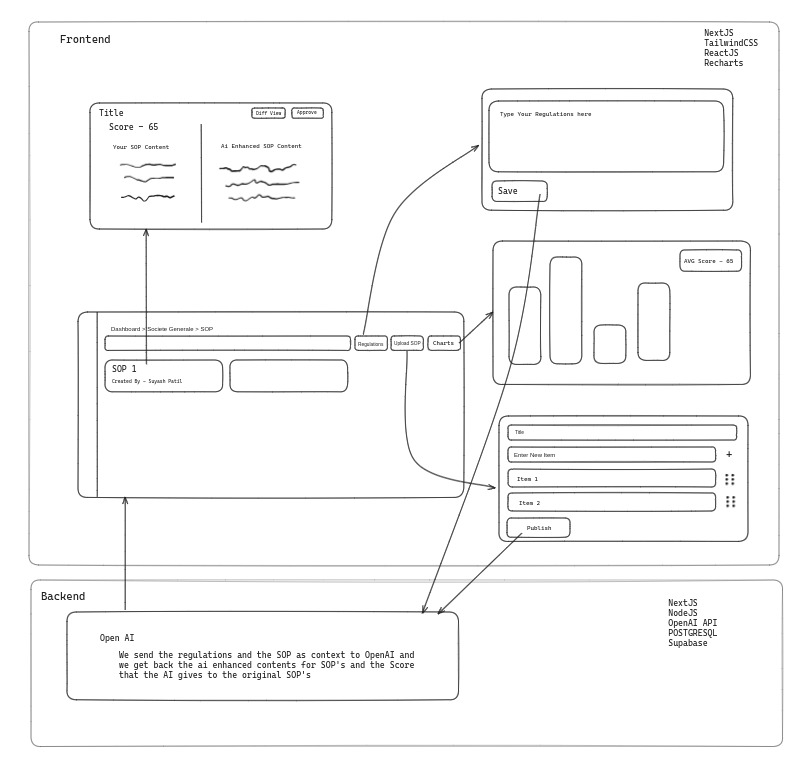 Frontend
NextJS
TailwindCSS
ReactJS
Recharts
Title
Diff View
Approve
Score - 65
Your SOP Content
Ai Enhanced SOP Content
Type Your Regulations here
Save
AVG Score - 65
Dashboard > Societe Generale > SOP
Regulations
Upload SOP
Charts
SOP 1
Created By - Suyash Patil
Title
Enter New Item
+
Item 1
Item 2
Publish
Backend
NextJS
NodeJS
OpenAI API
POSTGRESQL
Supabase
Open AI
We send the regulations and the SOP as context to OpenAI and
we get back the ai enhanced contents for SOP's and the Score
that the AI gives to the original SOP's